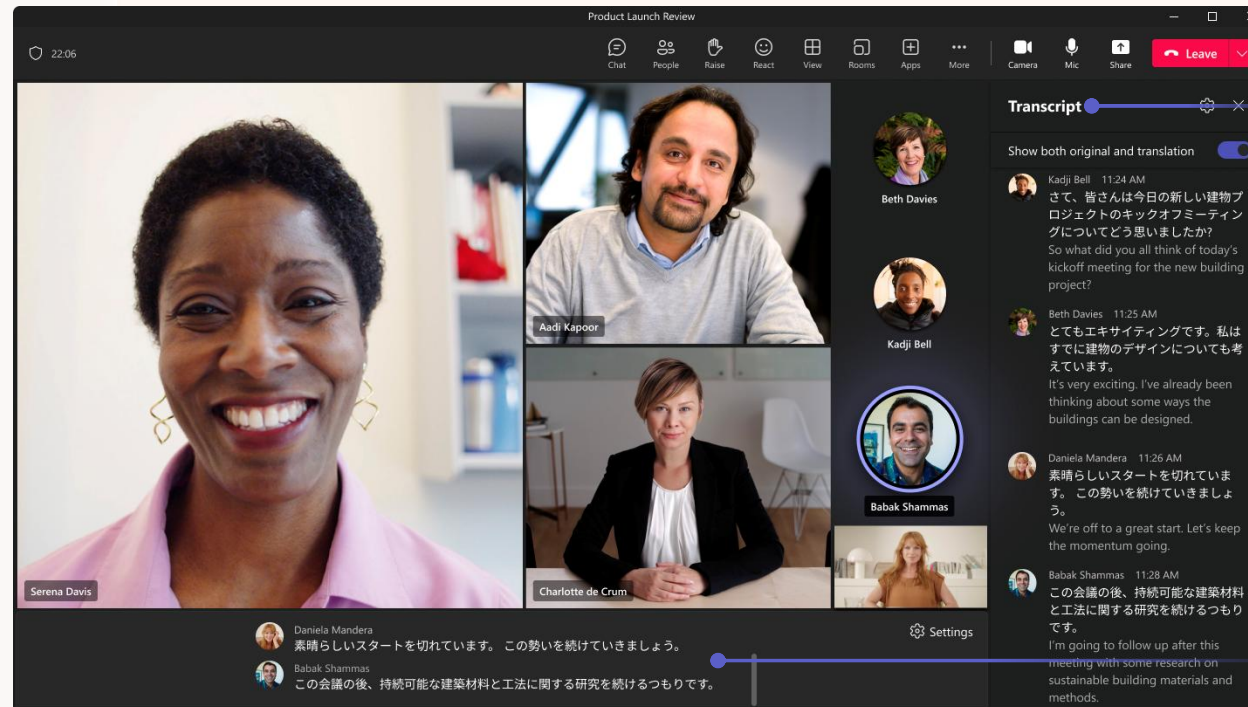 Product Launch Review
22:06
Chat
People
Raise
React
View
Rooms
Apps
More
Camera
Mic
Share
Leave
Serena Davis
Aadi Kapoor
Charlotte de Crum
Beth Davies
Kadji Bell
Babak Shammas
Transcript
Show both original and translation
Kadji Bell 11:24 AM
さて、皆さんは今日の新しい建物プ
ロジェクトのキックオフミーティン
グについてどう思いましたか?
So what did you all think of today's
kickoff meeting for the new building
project?
Beth Davies 11:25 AM
とてもエキサイティングです。私は
すでに建物のデザインについても考
えています。
It's very exciting. I've already been
thinking about some ways the
buildings can be designed.
Daniela Mandera 11:26 AM
素晴らしいスタートを切れていま
す。 この勢いを続けていきましょ
う。
We're off to a great start. Let's keep
the momentum going.
Babak Shammas 11:28 AM
この会議の後、持続可能な建築材料
と工法に関する研究を続けるつもり
です。
I'm going to follow up after this
meeting with some research on
sustainable building materials and
methods.
Daniela Mandera
素晴らしいスタートを切れています。 この勢いを続けていきましょう。
Babak Shammas
この会議の後、持続可能な建築材料と工法に関する研究を続けるつもりです。
Settings